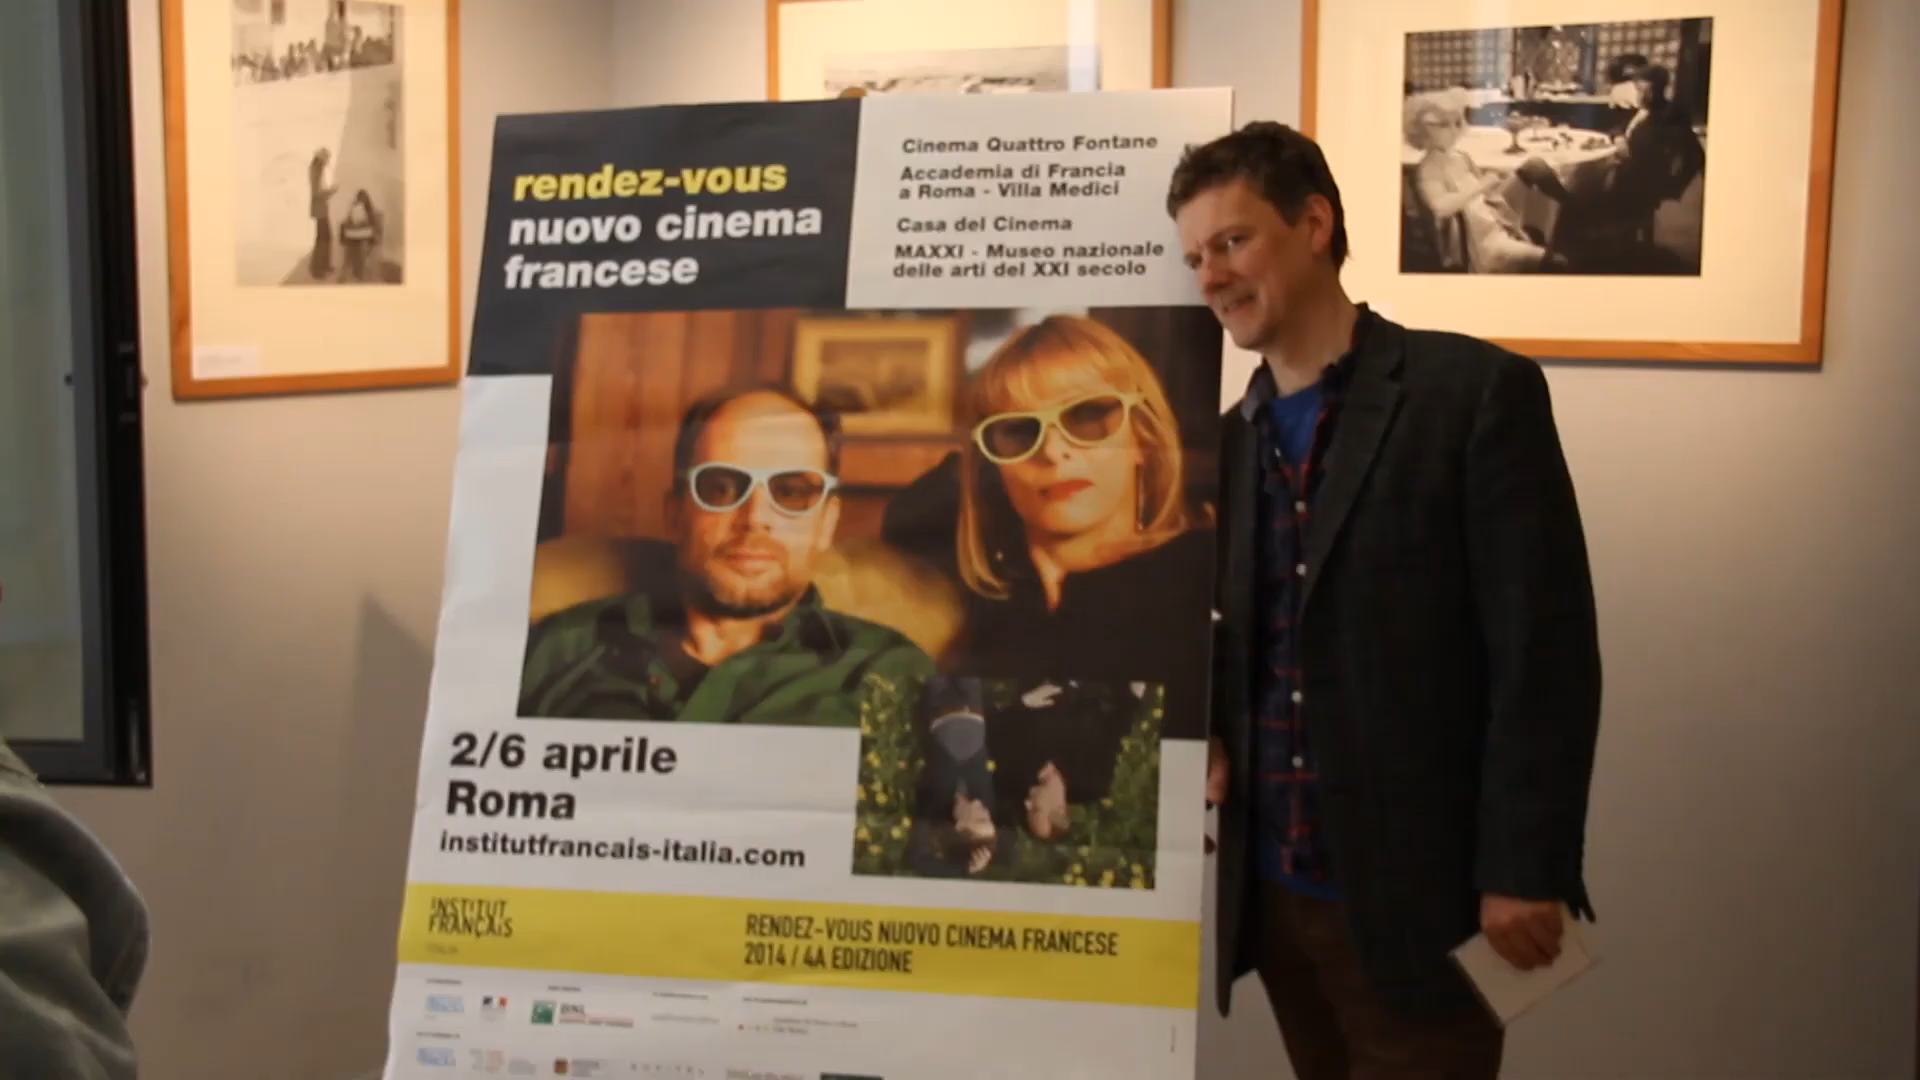 rendez-vous
nuovo cinema
francese
Cinema Quattro Fontane
Accademia di Francia
a Roma - Villa Medici
Casa del Cinema
MAXXI - Museo nazionale
delle arti del XXI secolo
2/6 aprile
Roma
institutfrancais-italia.com
INSTITUT
FRANÇAIS
ITALIA
RENDEZ-VOUS NUOVO CINEMA FRANCESE
2014 / 4A EDIZIONE
BNL